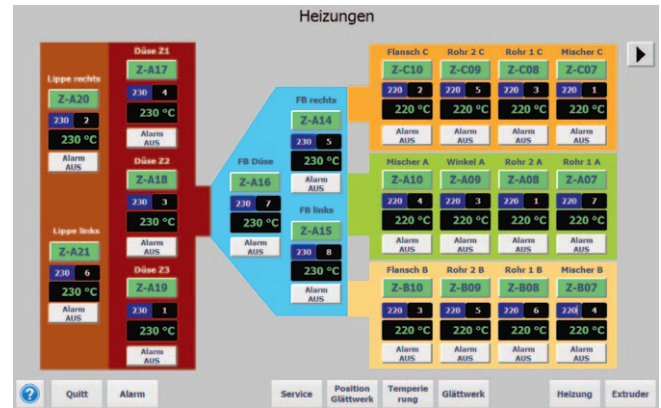 Heizungen
Lippe rechts
Z-A20
230 2
230 °C
Alarm
AUS
Lippe links
Z-A21
230 6
230 °C
Alarm
AUS
Düse Z1
Z-A17
230 4
230 °C
Alarm
AUS
Düse Z2
Z-A18
230 3
230 °C
Alarm
AUS
Düse Z3
Z-A19
230 1
230 °C
Alarm
AUS
FB Düse
Z-A16
230 7
230 °C
Alarm
AUS
FB rechts
Z-A14
230 5
230 °C
Alarm
AUS
FB links
Z-A15
230 8
230 °C
Alarm
AUS
Flansch C Rohr 2 C Rohr 1 C Mischer C
Z-C10 Z-C09 Z-C08 Z-C07
220 2 220 5 220 3 220 1
220 °C 220 °C 220 °C 220 °C
Alarm Alarm Alarm Alarm
AUS AUS AUS AUS
Mischer A Winkel A Rohr 2 A Rohr 1 A
Z-A10 Z-A09 Z-A08 Z-A07
220 4 220 3 220 1 220 7
220 °C 220 °C 220 °C 220 °C
Alarm Alarm Alarm Alarm
AUS AUS AUS AUS
Flansch B Rohr 2 B Rohr 1 B Mischer B
Z-B10 Z-B09 Z-B08 Z-B07
220 3 220 5 220 6 220 4
220 °C 220 °C 220 °C 220 °C
Alarm Alarm Alarm Alarm
AUS AUS AUS AUS
? Quitt Alarm Service Position Temperie Glättwerk Heizung Extruder
Glättwerk rung